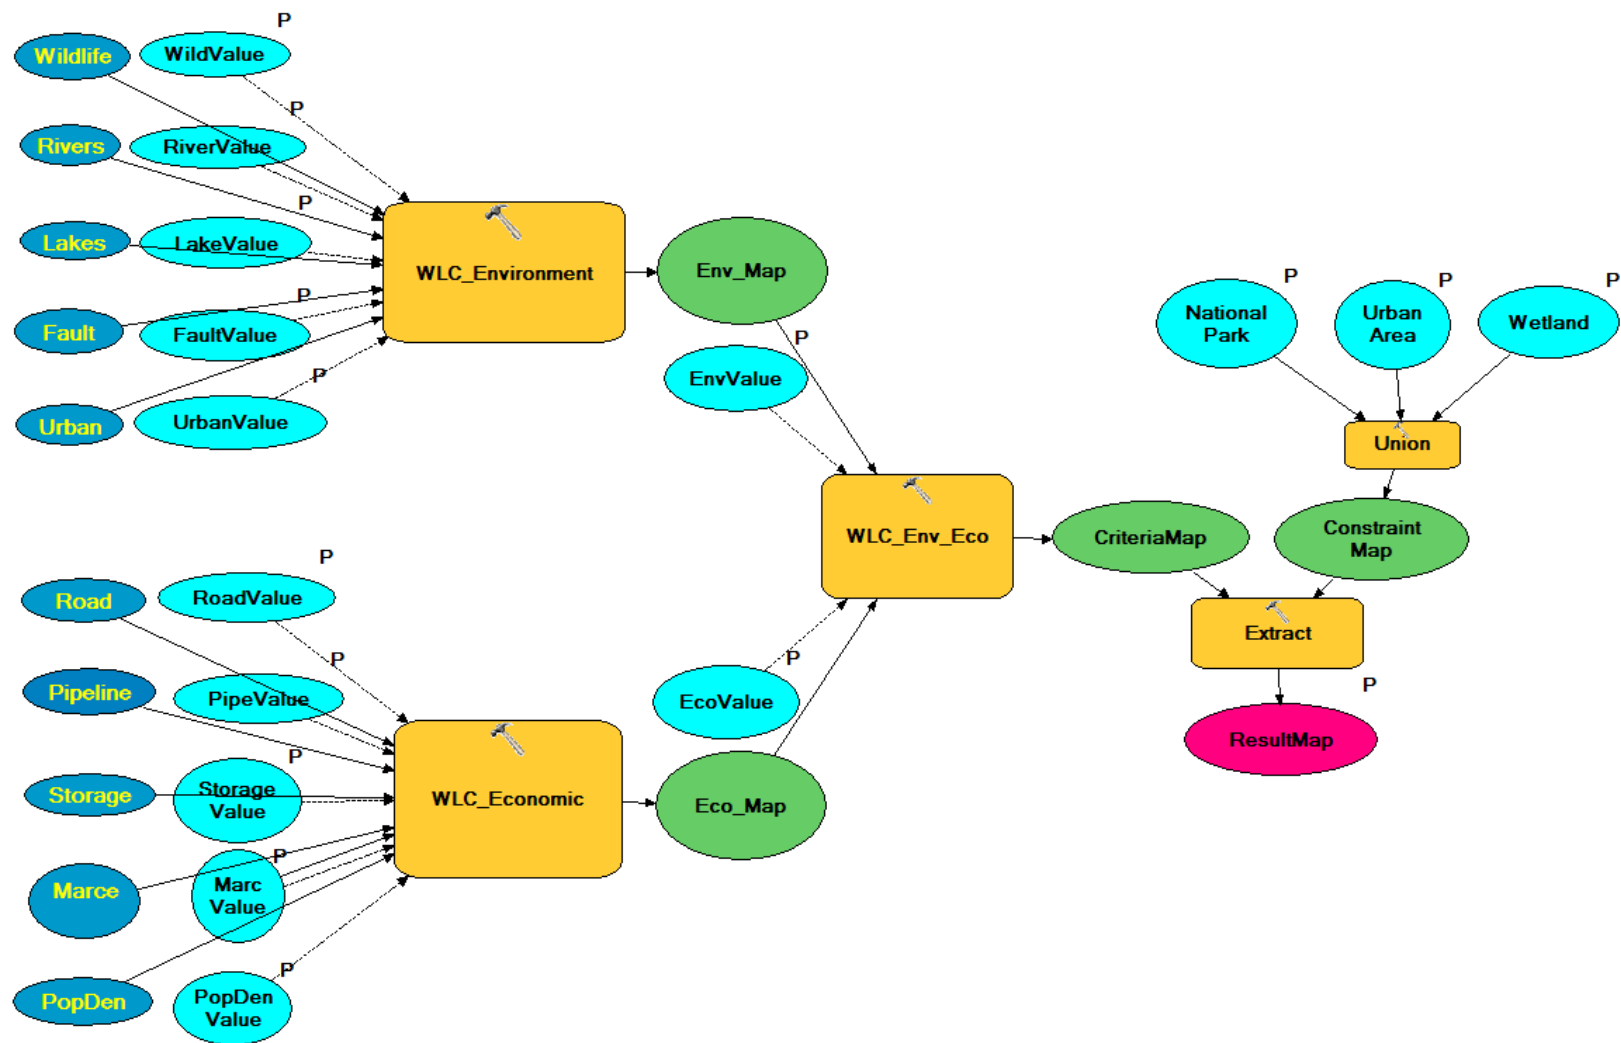 P
Wildlife
WildValue
P
Rivers
RiverValue
P
Lakes
LakeValue
P
Fault
FaultValue
P
Urban
UrbanValue
WLC_Environment
Env_Map
P
EnvValue
P
Road
RoadValue
P
Pipeline
PipeValue
P
Storage
Storage
Value
P
Marce
Marc
Value
P
PopDen
PopDen
Value
WLC_Economic
Eco_Map
P
EcoValue
WLC_Env_Eco
CriteriaMap
P
National
Park
P
Urban
Area
P
Wetland
Union
Constraint
Map
Extract
P
ResultMap